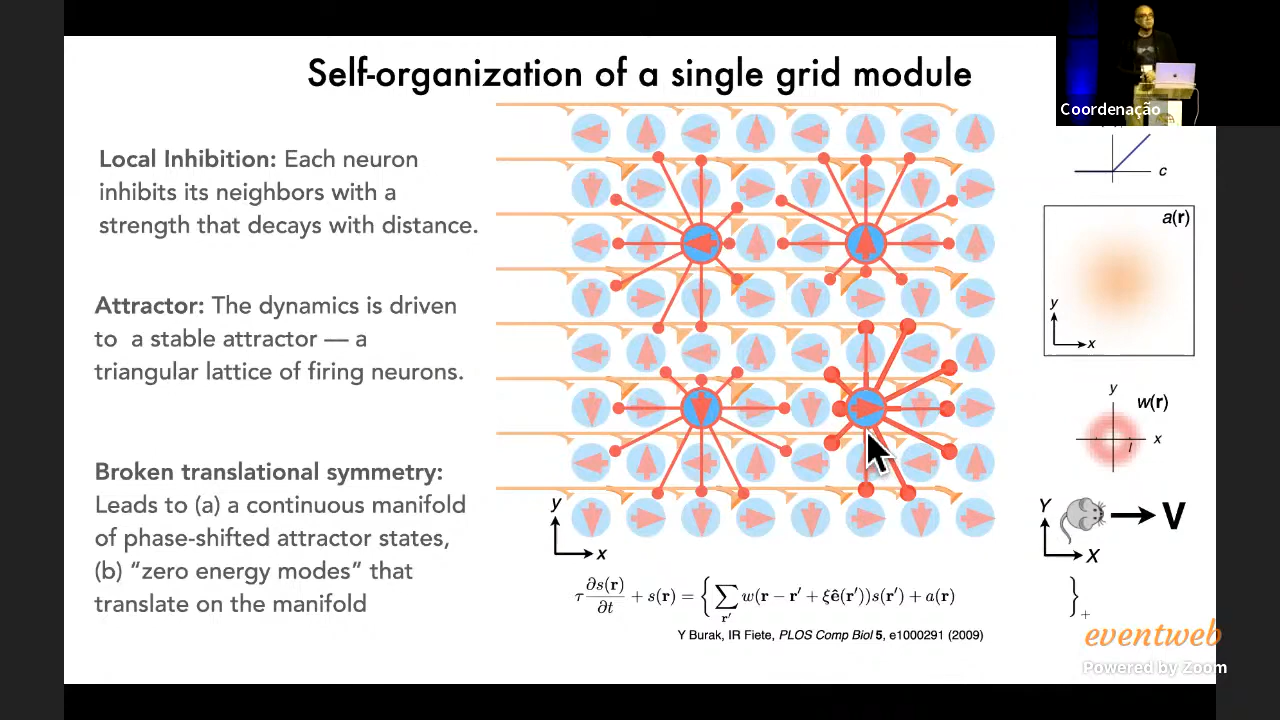 Self-organization of a single grid module
Coordenação
Local Inhibition: Each neuron
inhibits its neighbors with a
strength that decays with distance.
Attractor: The dynamics is driven
to a stable attractor — a
triangular lattice of firing neurons.
Broken translational symmetry:
Leads to (a) a continuous manifold
of phase-shifted attractor states,
(b) “zero energy modes” that
translate on the manifold
y
x
c
a(r)
y
x
y
w(r)
x
l
Y
V
X
τ ∂s(r)/∂t + s(r) = { ∑r′ w(r − r′ + ξê(r′))s(r′) + a(r) }+
Y Burak, IR Fiete, PLOS Comp Biol 5, e1000291 (2009)
eventweb
Powered by Zoom